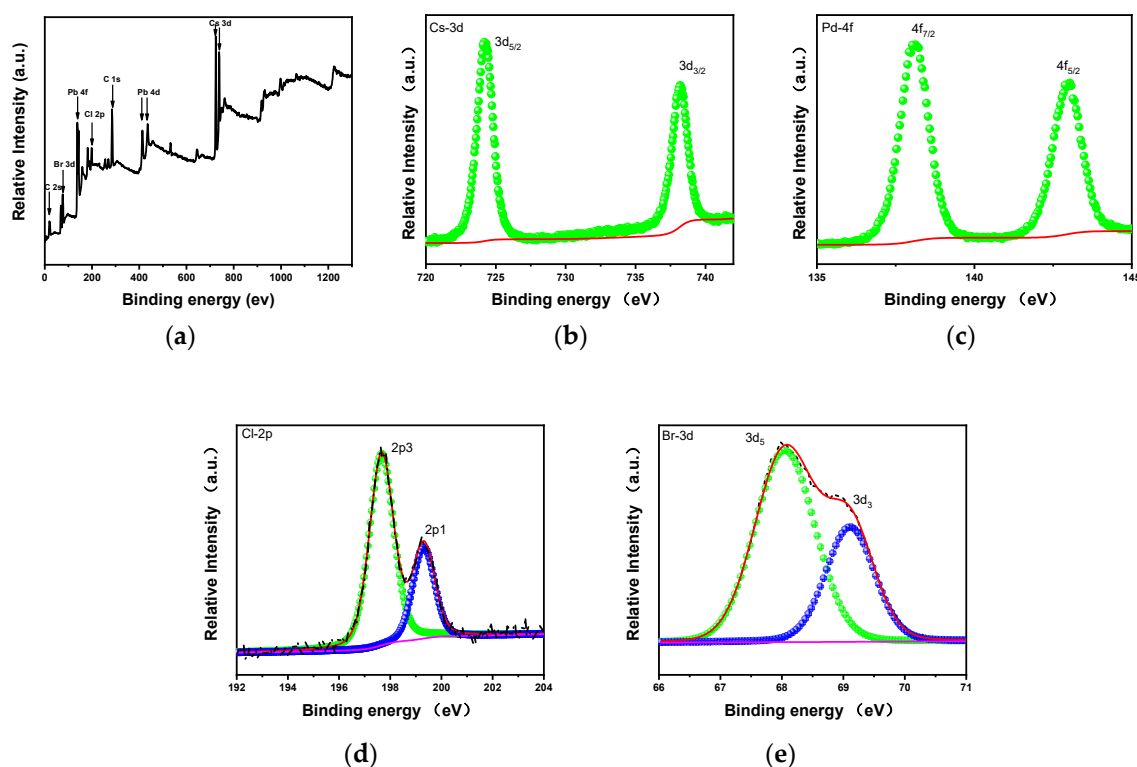 Relative Intensity (a.u.)
C 2s
Br 3d
Pb 4f
Cl 2p
C 1s
Pb 4d
Cs 3d
0 200 400 600 800 1000 1200
Binding energy (ev)
(a)
Relative Intensity (a.u.)
Cs-3d
3d5/2
3d3/2
720 725 730 735 740
Binding energy (eV)
(b)
Relative Intensity (a.u.)
Pd-4f
4f7/2
4f5/2
135 140 145
Binding energy (eV)
(c)
Relative Intensity (a.u.)
Cl-2p
2p3
2p1
192 194 196 198 200 202 204
Binding energy (eV)
(d)
Relative Intensity (a.u.)
Br-3d
3d5
3d3
66 67 68 69 70 71
Binding energy (eV)
(e)